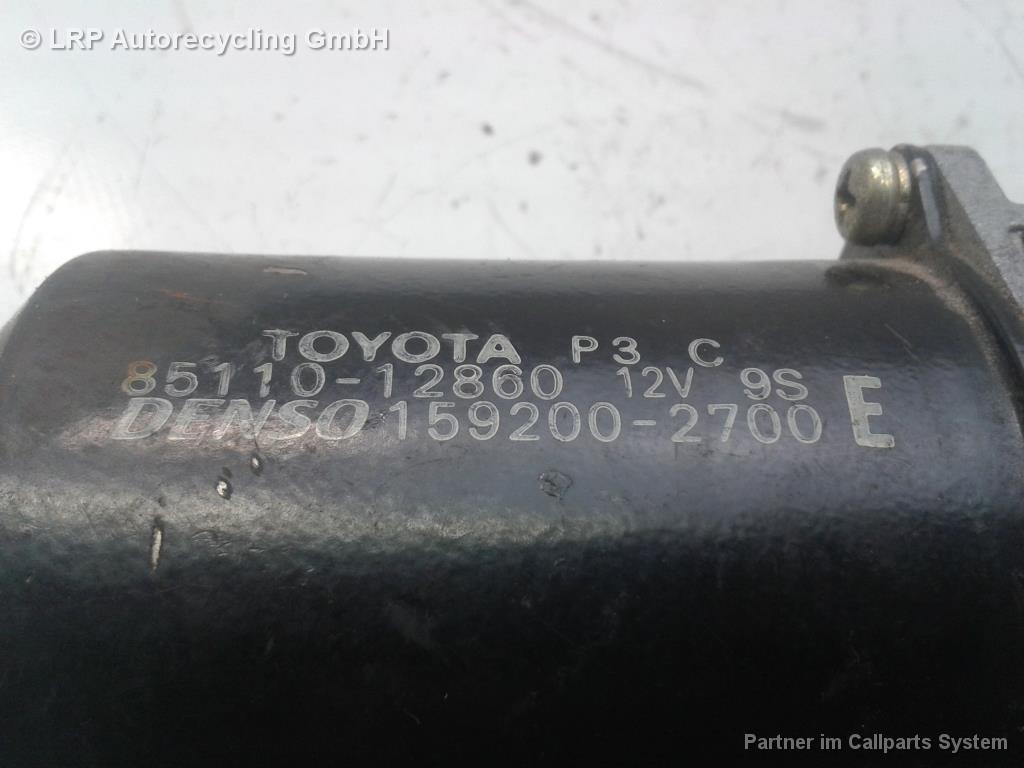 © LRP Autorecycling GmbH
TOYOTA P3 C
85110-12860 12V 9S
DENSO 159200-2700 E
Partner im Callparts System